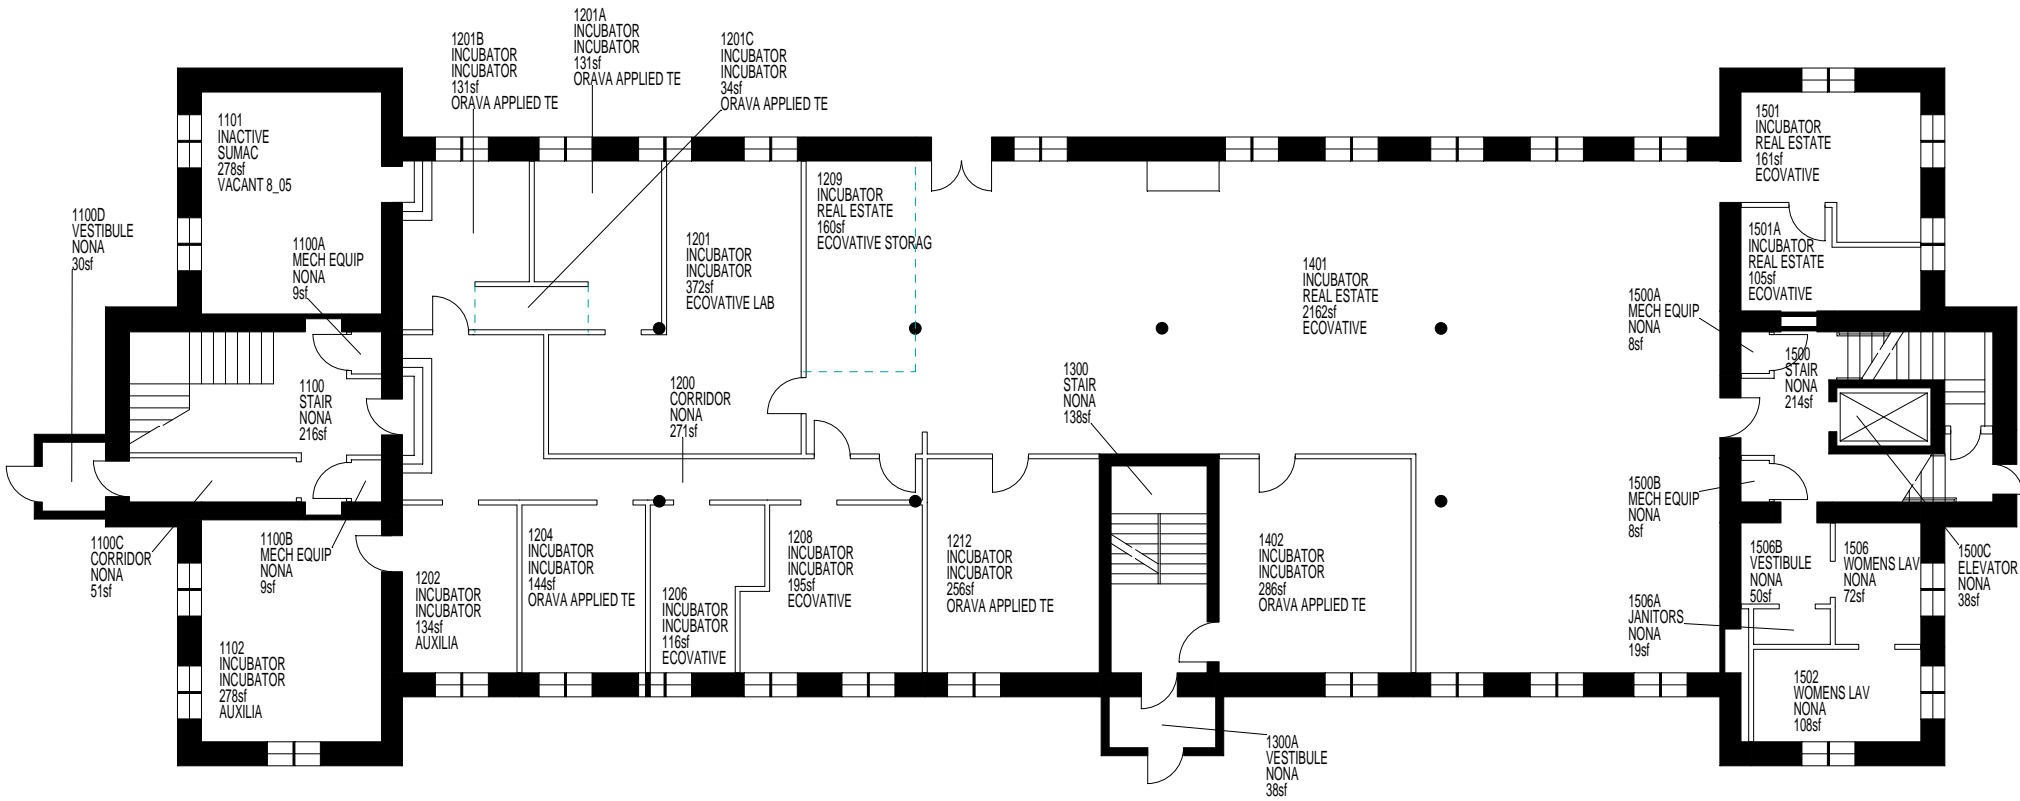 1201B
INCUBATOR
INCUBATOR
131sf
ORAVA APPLIED TE
1201A
INCUBATOR
INCUBATOR
131sf
ORAVA APPLIED TE
1201C
INCUBATOR
INCUBATOR
34sf
ORAVA APPLIED TE
1101
INACTIVE
SUMAC
278sf
VACANT 8_05
1100D
VESTIBULE
NONA
30sf
1100A
MECH EQUIP
NONA
9sf
1201
INCUBATOR
INCUBATOR
372sf
ECOVATIVE LAB
1209
INCUBATOR
REAL ESTATE
160sf
ECOVATIVE STORAG
1401
INCUBATOR
REAL ESTATE
2162sf
ECOVATIVE
1501
INCUBATOR
REAL ESTATE
161sf
ECOVATIVE
1501A
INCUBATOR
REAL ESTATE
105sf
ECOVATIVE
1500A
MECH EQUIP
NONA
8sf
1500
STAIR
NONA
214sf
1100
STAIR
NONA
216sf
1200
CORRIDOR
NONA
271sf
1300
STAIR
NONA
138sf
1500B
MECH EQUIP
NONA
8sf
1100C
CORRIDOR
NONA
51sf
1100B
MECH EQUIP
NONA
9sf
1102
INCUBATOR
INCUBATOR
278sf
AUXILIA
1202
INCUBATOR
INCUBATOR
134sf
AUXILIA
1204
INCUBATOR
INCUBATOR
144sf
ORAVA APPLIED TE
1206
INCUBATOR
INCUBATOR
116sf
ECOVATIVE
1208
INCUBATOR
INCUBATOR
195sf
ECOVATIVE
1212
INCUBATOR
INCUBATOR
256sf
ORAVA APPLIED TE
1402
INCUBATOR
INCUBATOR
286sf
ORAVA APPLIED TE
1506B
VESTIBULE
NONA
50sf
1506
WOMENS LAV
NONA
72sf
1500C
ELEVATOR
NONA
38sf
1506A
JANITORS
NONA
19sf
1502
WOMENS LAV
NONA
108sf
1300A
VESTIBULE
NONA
38sf